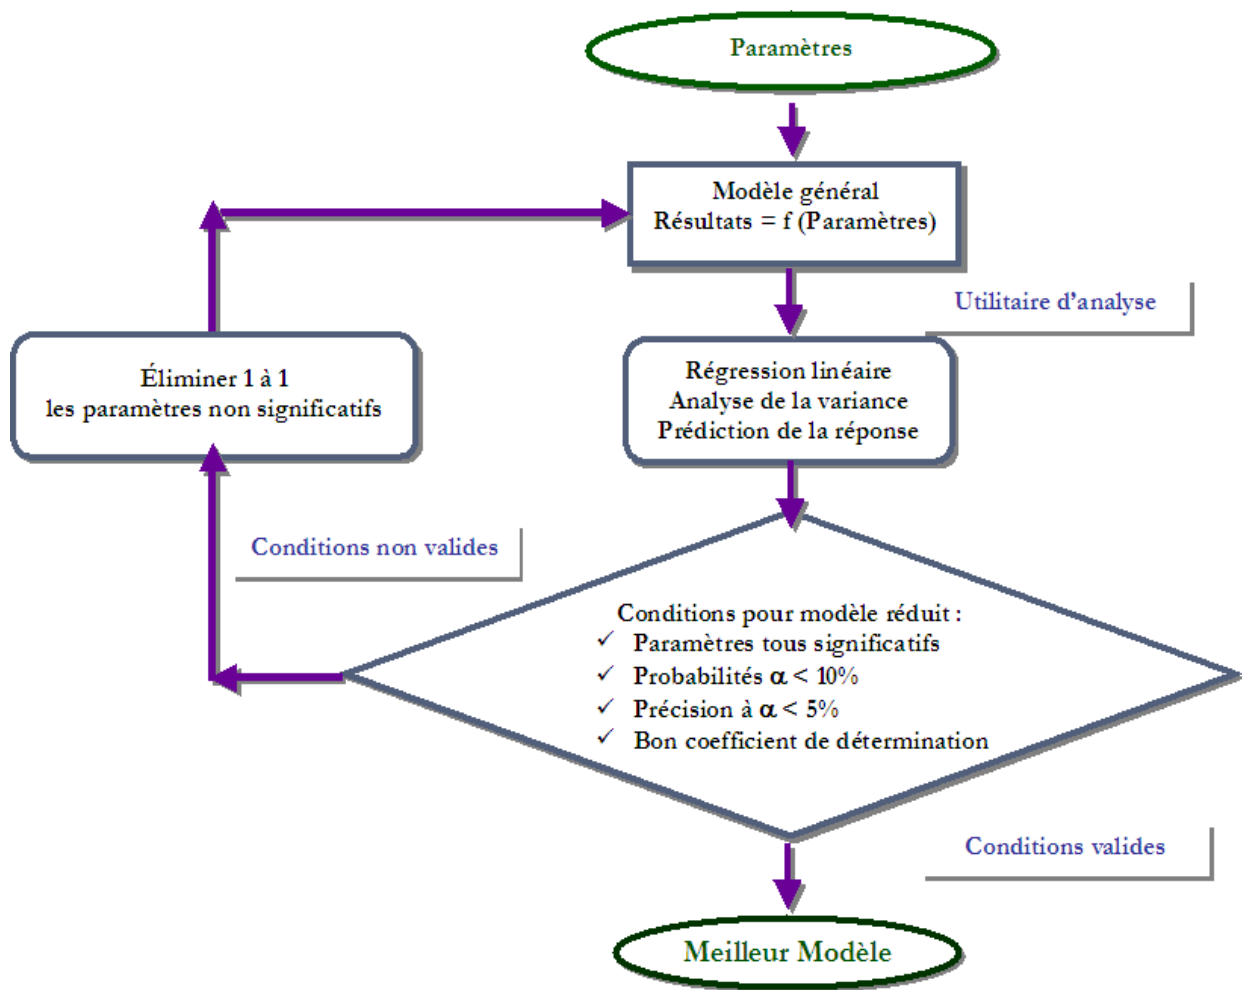 Paramètres
Modèle général
Résultats = f (Paramètres)
Utilitaire d'analyse
Régression linéaire
Analyse de la variance
Prédiction de la réponse
Éliminer 1 à 1
les paramètres non significatifs
Conditions non valides
Conditions pour modèle réduit :
✓ Paramètres tous significatifs
✓ Probabilités α < 10%
✓ Précision à α < 5%
✓ Bon coefficient de détermination
Conditions valides
Meilleur Modèle